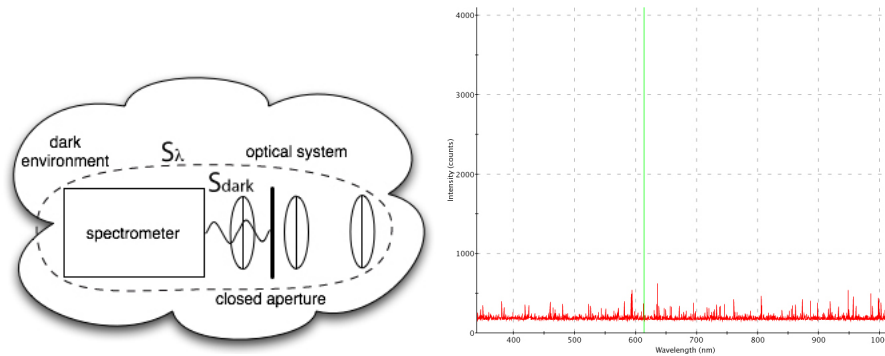 dark
environment
Sλ
optical system
Sdark
spectrometer
closed aperture
4000
3000
2000
1000
0
400
500
600
700
800
900
Intensity (counts)
Wavelength (nm)